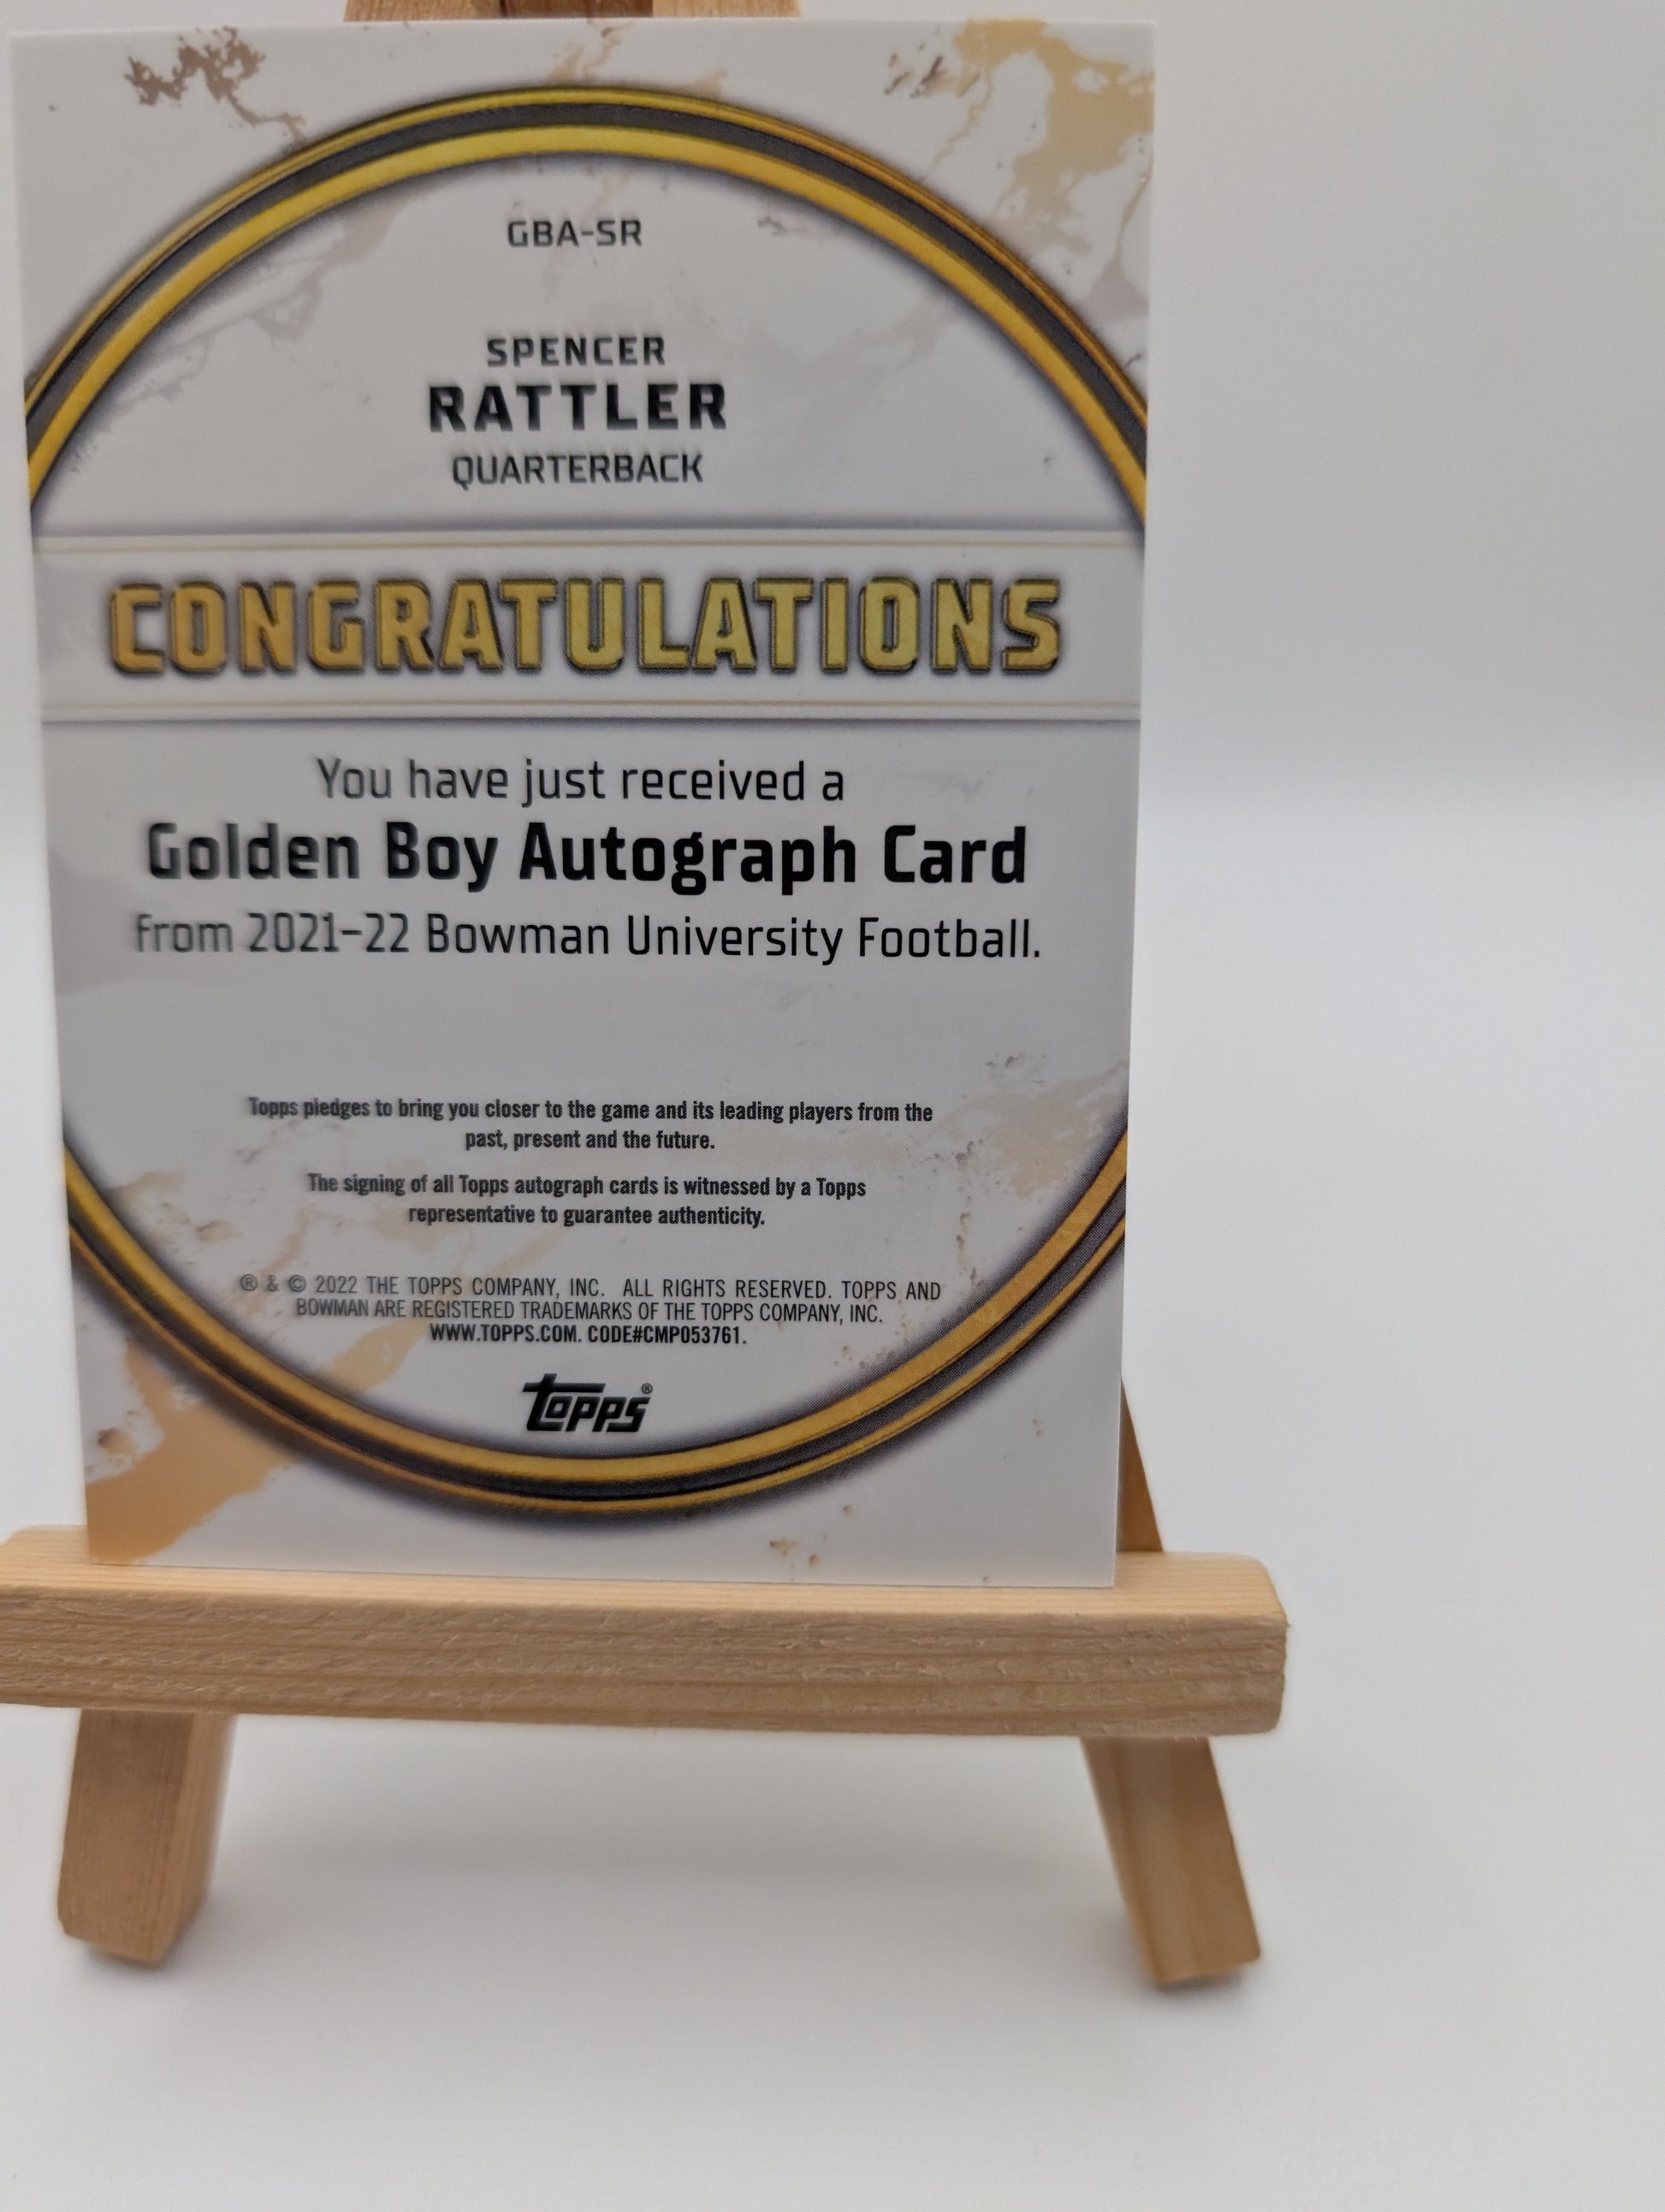 GBA-SR
SPENCER
RATTLER
QUARTERBACK
CONGRATULATIONS
You have just received a
Golden Boy Autograph Card
from 2021-22 Bowman University Football.
Topps pledges to bring you closer to the game and its leading players from the
past, present and the future.
The signing of all Topps autograph cards is witnessed by a Topps
representative to guarantee authenticity.
® & © 2022 THE TOPPS COMPANY, INC. ALL RIGHTS RESERVED. TOPPS AND
BOWMAN ARE REGISTERED TRADEMARKS OF THE TOPPS COMPANY, INC.
WWW.TOPPS.COM. CODE#CMP053761.
Topps®